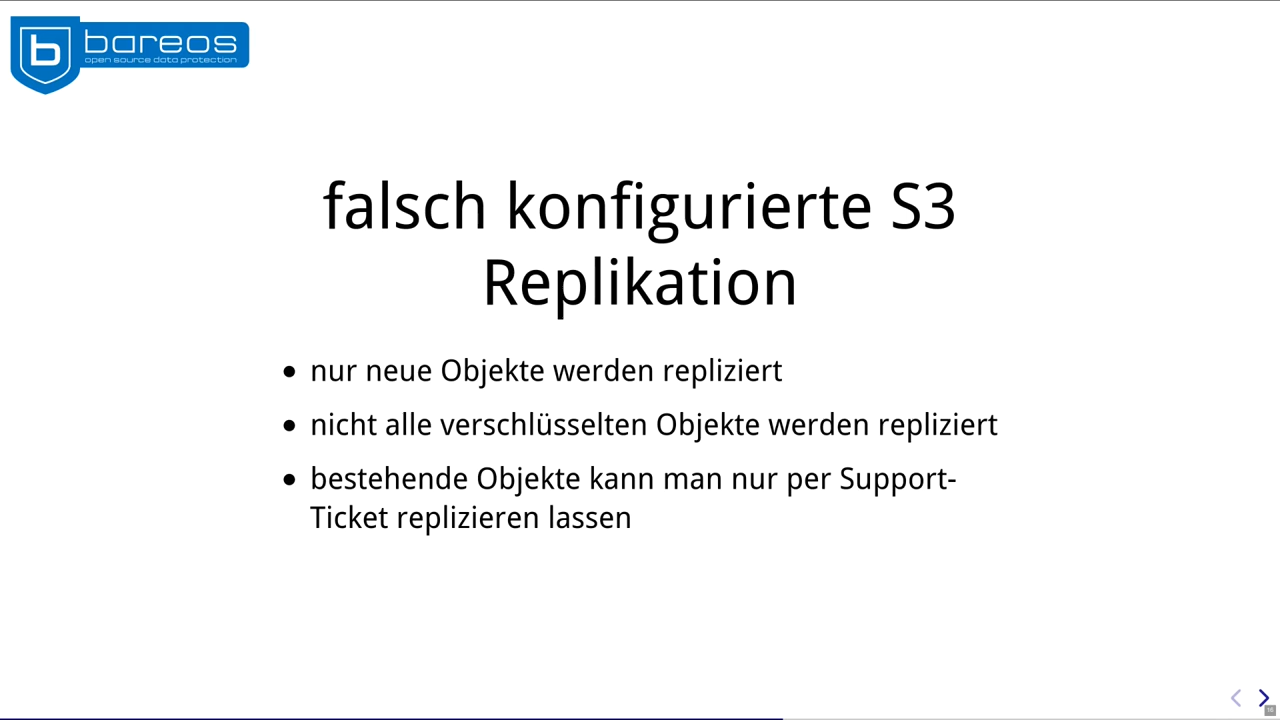 bareos
open source data protection
falsch konfigurierte S3
Replikation
nur neue Objekte werden repliziert
nicht alle verschlüsselten Objekte werden repliziert
bestehende Objekte kann man nur per Support-
Ticket replizieren lassen